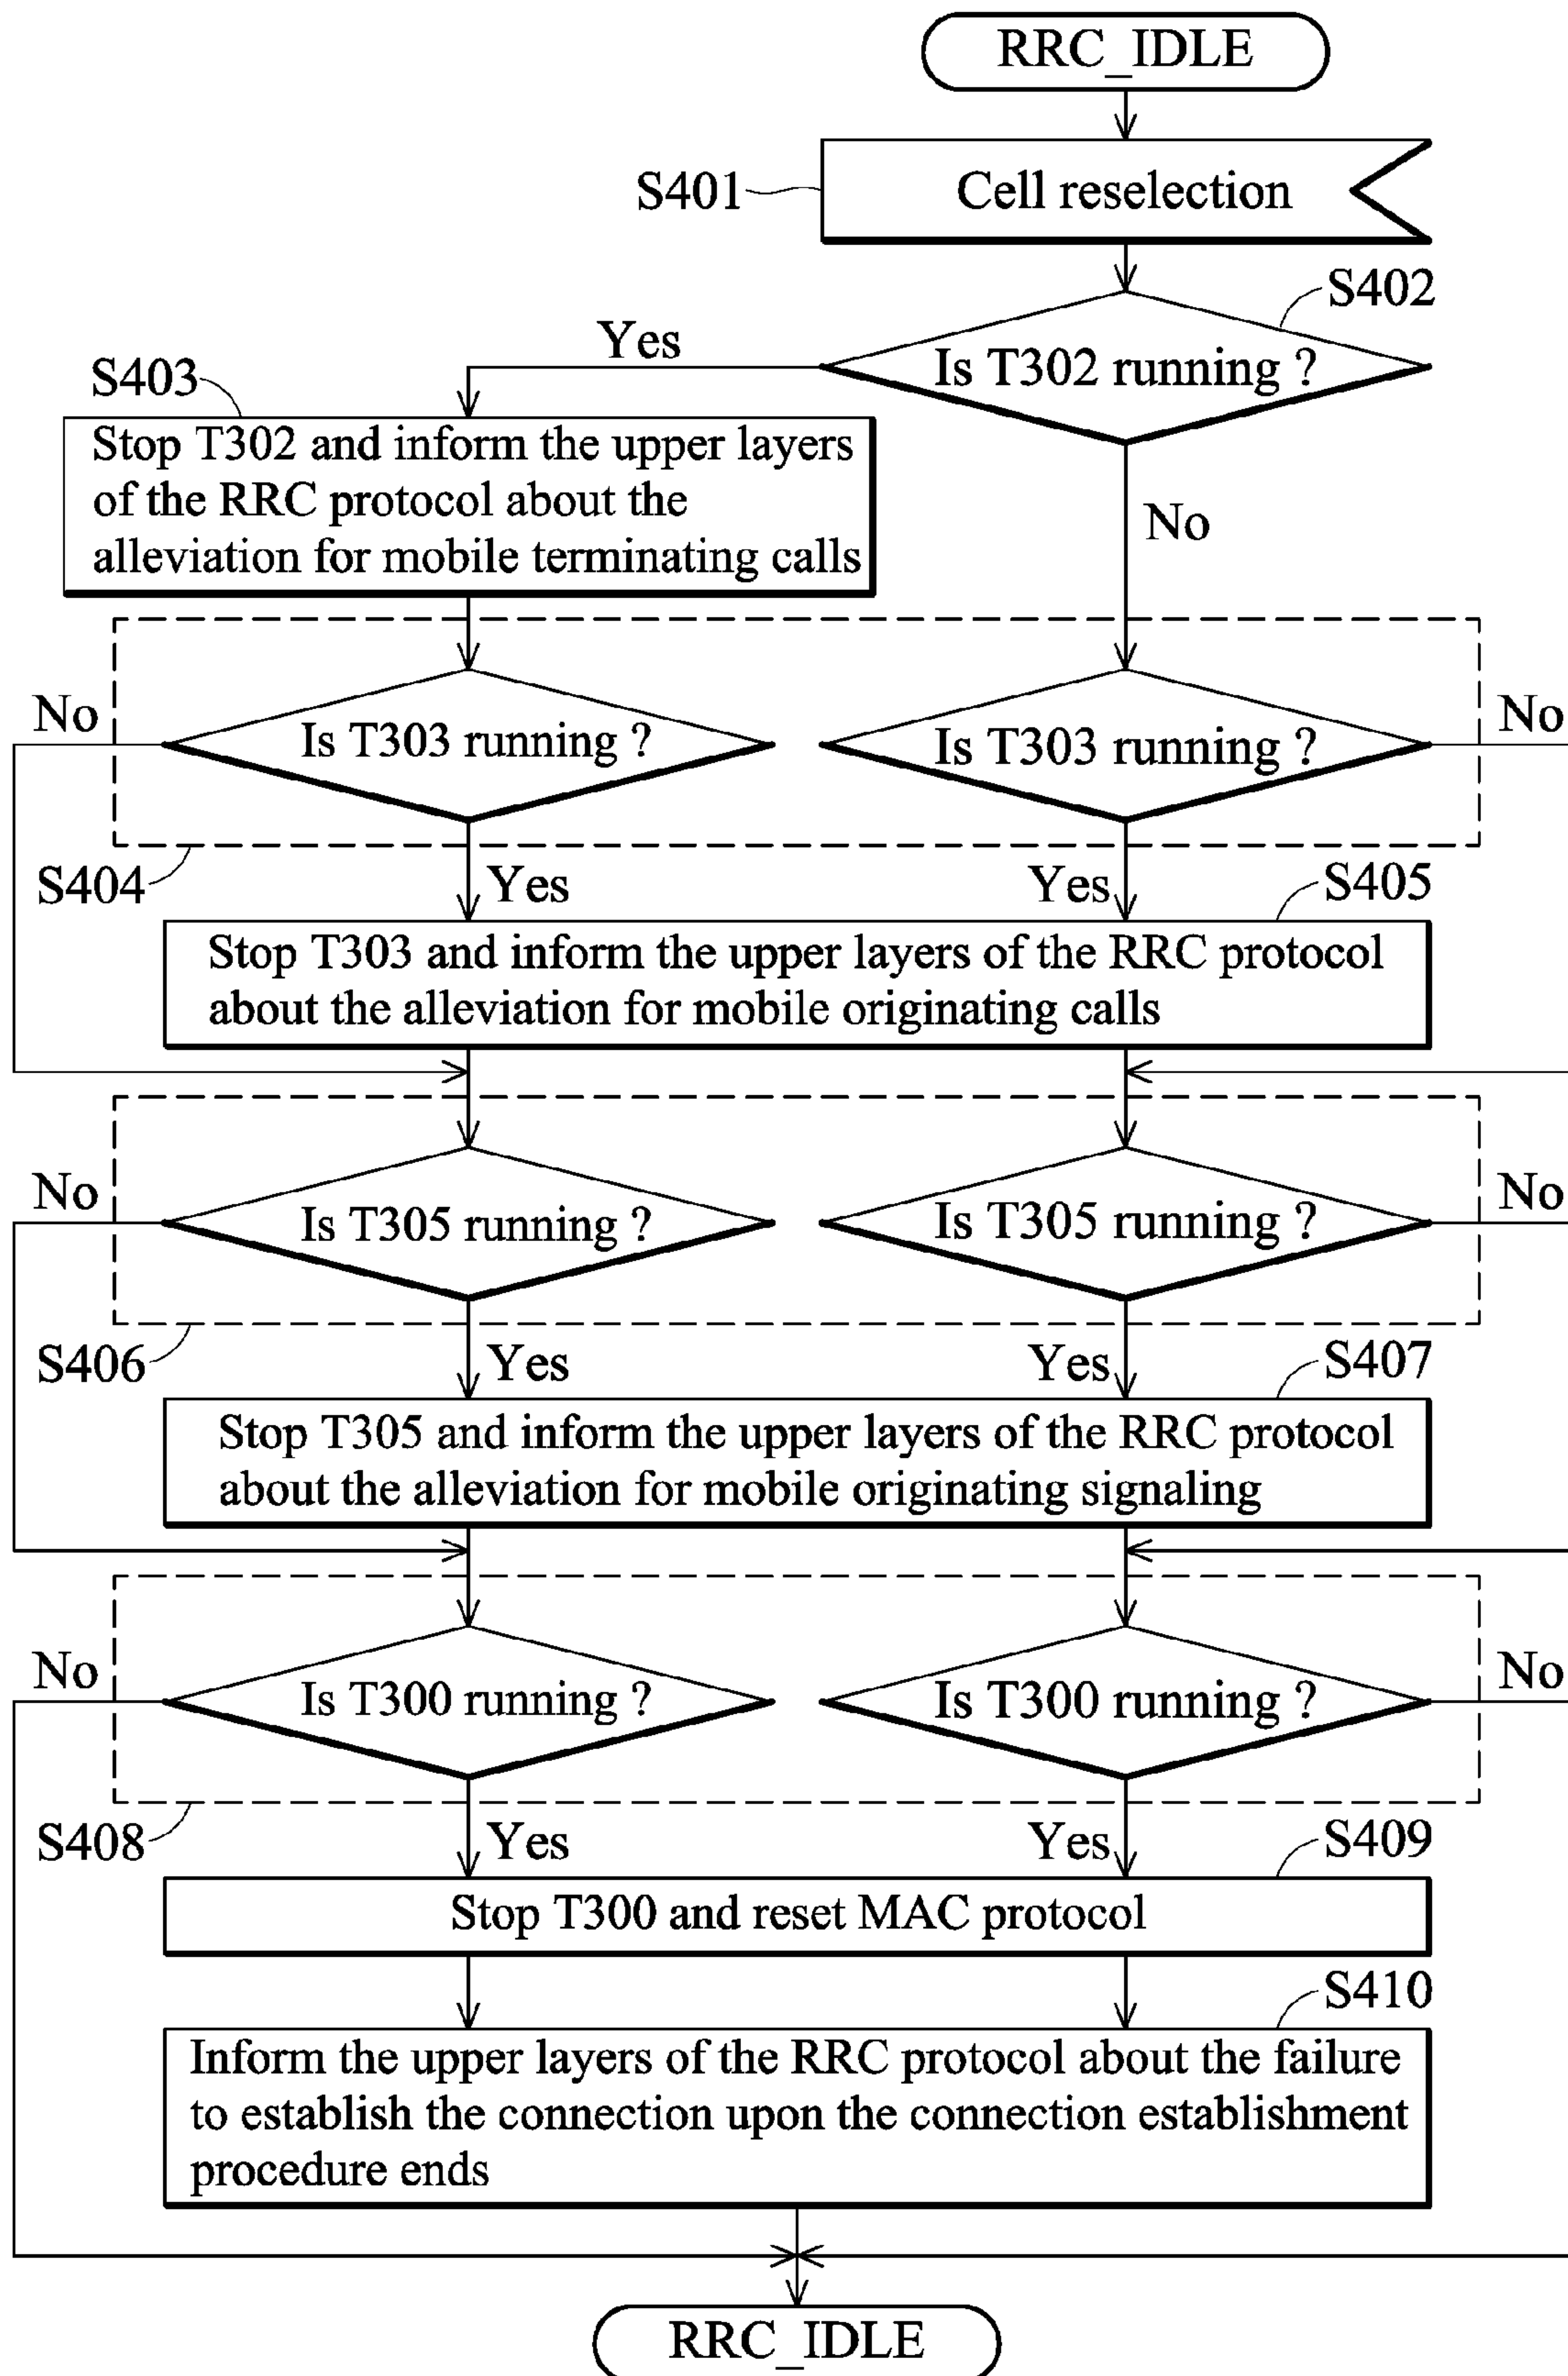 RRC_IDLE
S401
Cell reselection
S402
Yes
Is T302 running ?
S403
Stop T302 and inform the upper layers
of the RRC protocol about the
alleviation for mobile terminating calls
No
No
Is T303 running ?
Is T303 running ?
No
S404
Yes
Yes
S405
Stop T303 and inform the upper layers of the RRC protocol
about the alleviation for mobile originating calls
No
Is T305 running ?
Is T305 running ?
No
S406
Yes
Yes
S407
Stop T305 and inform the upper layers of the RRC protocol
about the alleviation for mobile originating signaling
No
Is T300 running ?
Is T300 running ?
No
S408
Yes
Yes
S409
Stop T300 and reset MAC protocol
S410
Inform the upper layers of the RRC protocol about the failure
to establish the connection upon the connection establishment
procedure ends
RRC_IDLE